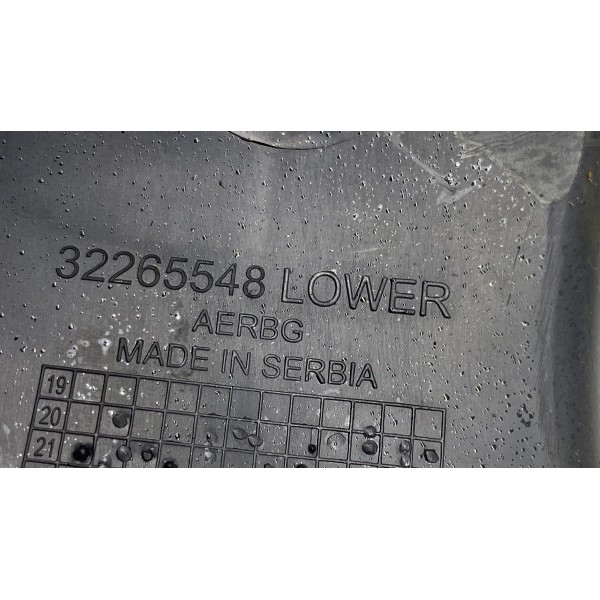 32265548 LOWER
AERBG
MADE IN SERBIA
19
20
21